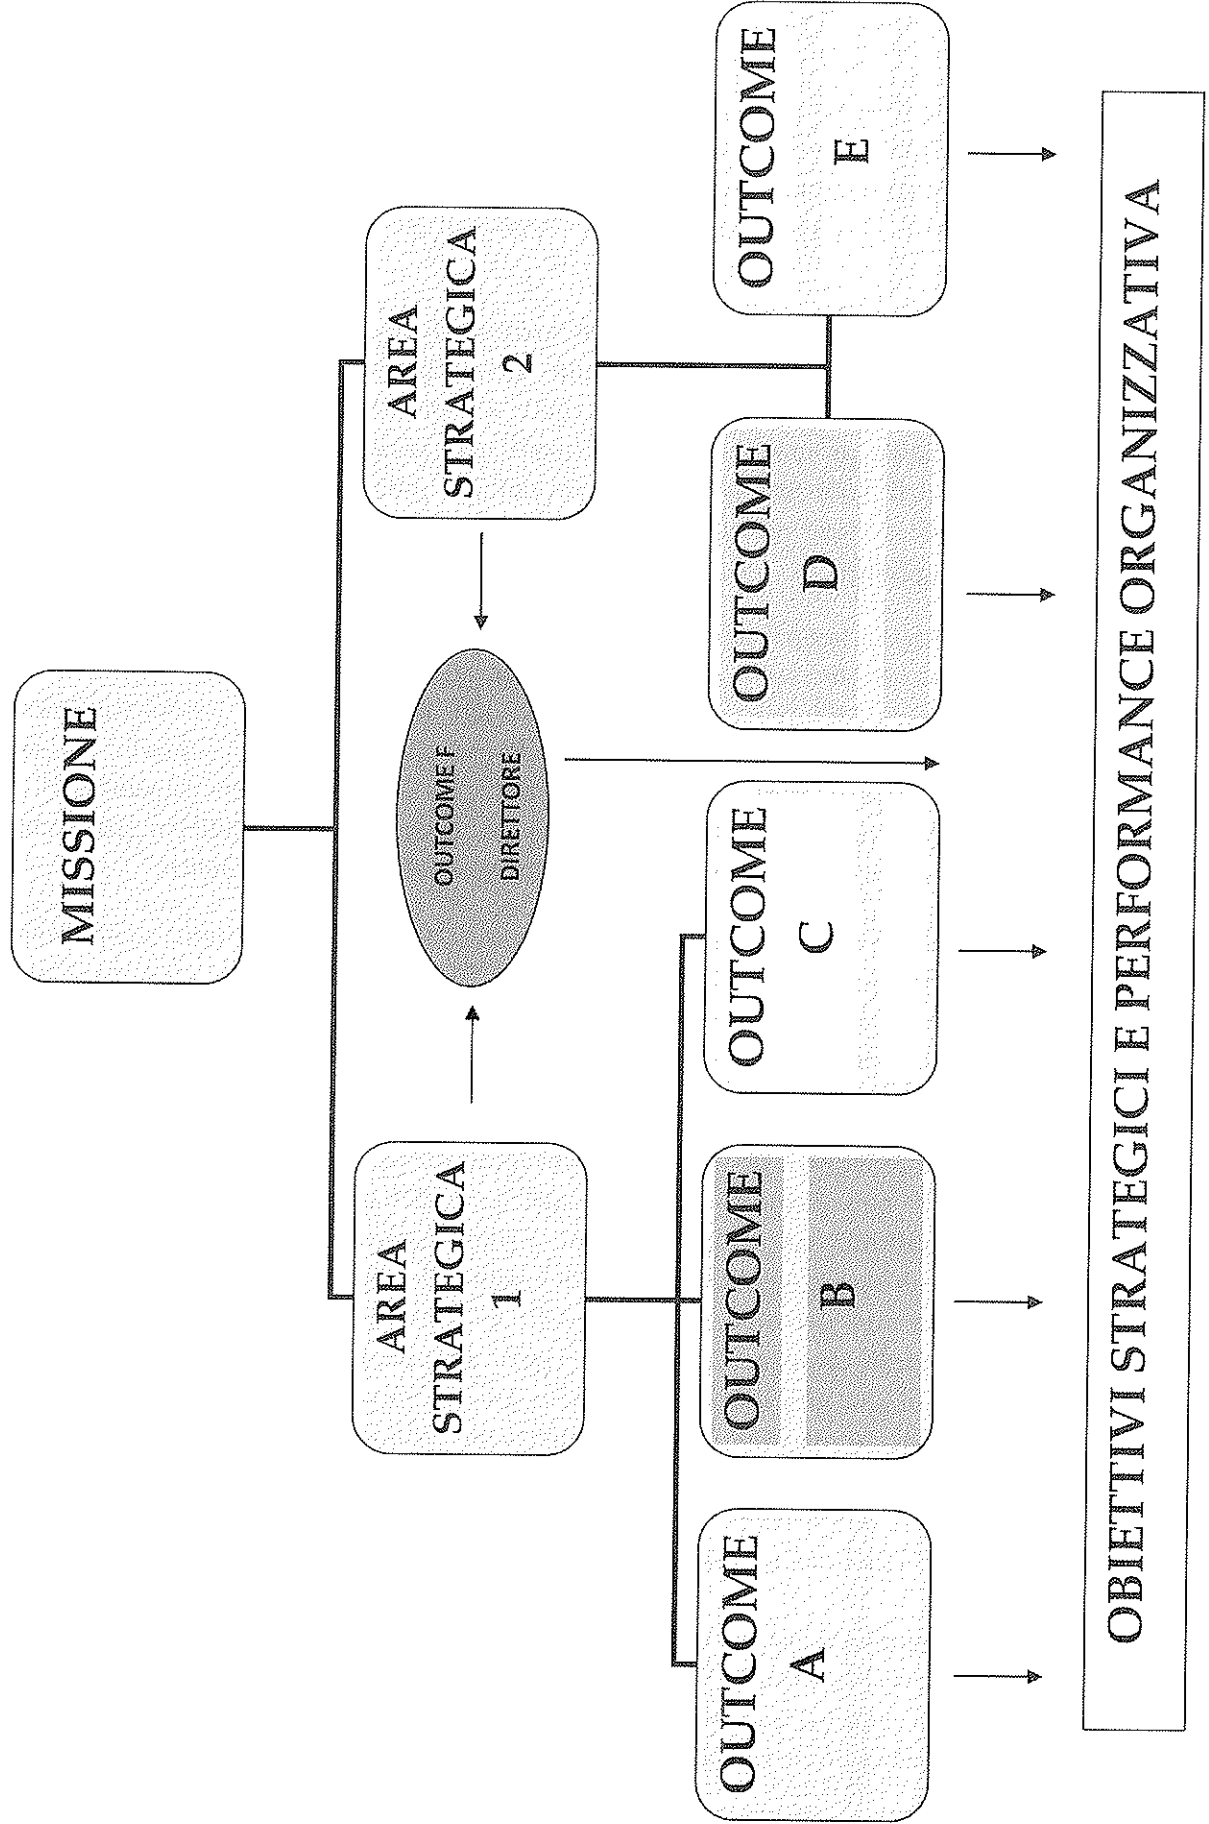 MISSIONE
AREA
STRATEGICA
1
OUTCOME F
DIRETTORE
AREA
STRATEGICA
2
OUTCOME
A
OUTCOME
B
OUTCOME
C
OUTCOME
D
OUTCOME
E
OBIETTIVI STRATEGICI E PERFORMANCE ORGANIZZATIVA